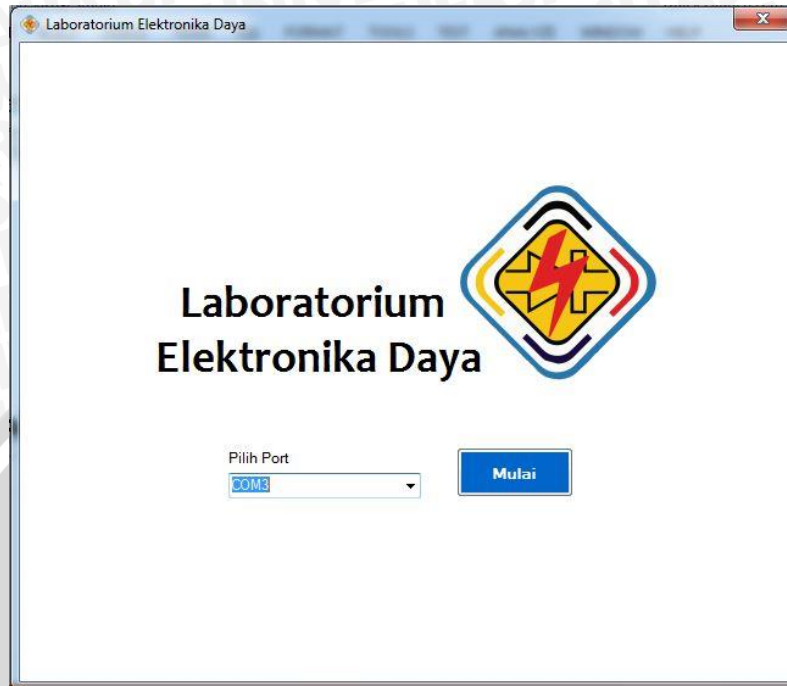 Laboratorium Elektronika Daya
Laboratorium
Elektronika Daya
Pilih Port
COM3
Mulai